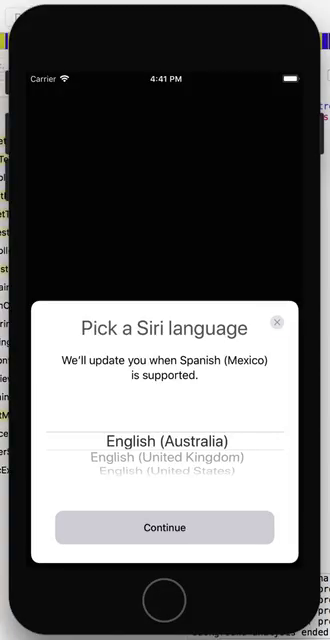 Carrier 4:41 PM
Pick a Siri language
We'll update you when Spanish (Mexico)
is supported.
English (Australia)
English (United Kingdom)
English (United States)
Continue